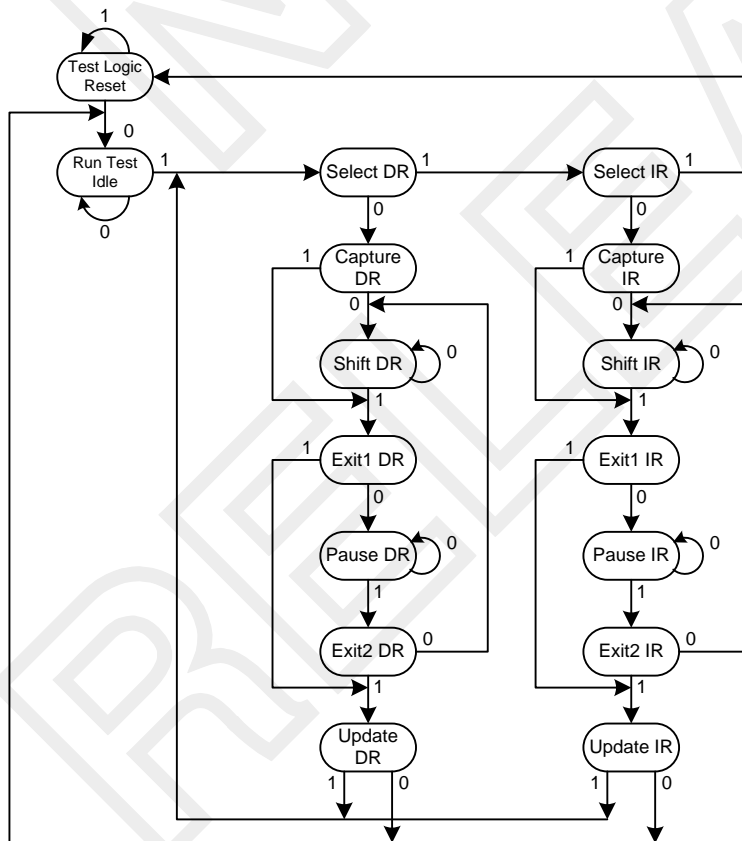 1
Test Logic
Reset
0
Run Test
Idle
1
0
Select DR
1
Select IR
1
0
0
1
Capture
DR
1
Capture
IR
0
0
Shift DR
0
Shift IR
0
1
1
1
Exit1 DR
1
Exit1 IR
0
0
Pause DR
0
Pause IR
0
1
1
Exit2 DR
0
Exit2 IR
0
1
1
Update
DR
Update IR
1
0
1
0